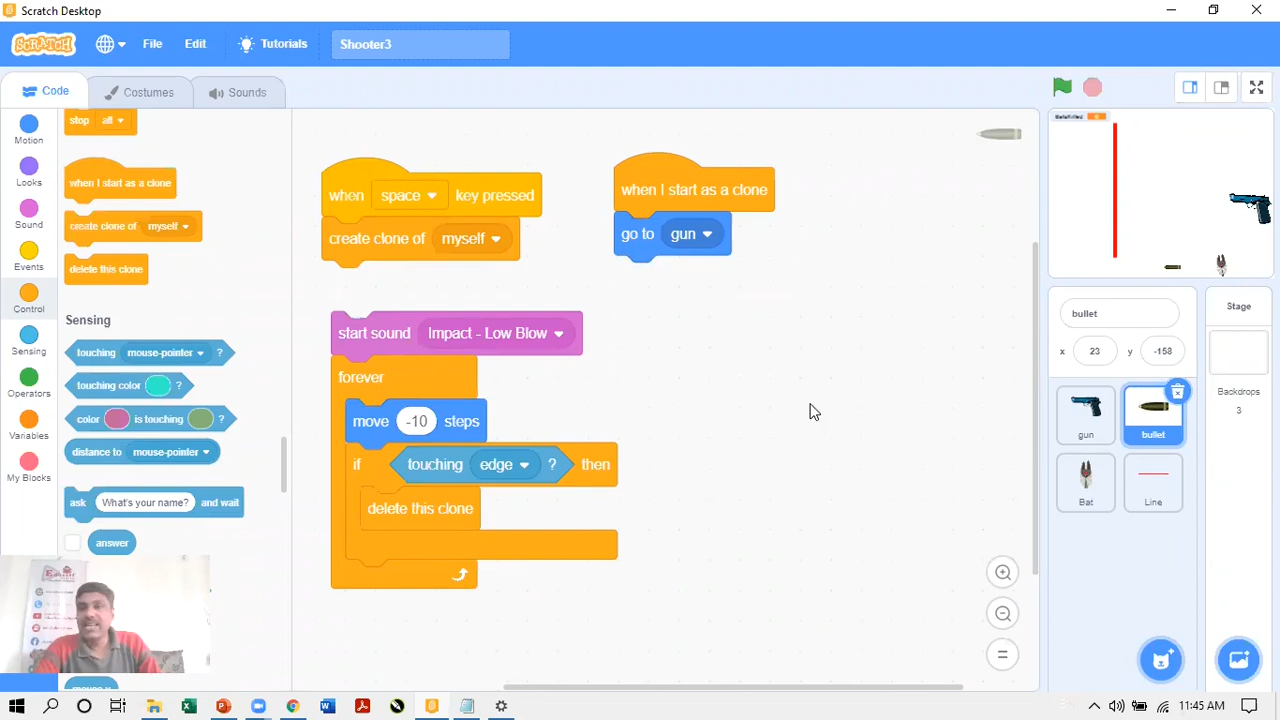 Scratch Desktop
SCRATCH
File
Edit
Tutorials
Shooter3
Code
Costumes
Sounds
Motion
Looks
Sound
Events
Control
Sensing
Operators
Variables
My Blocks
stop all
when I start as a clone
create clone of myself
delete this clone
Sensing
touching mouse-pointer ?
touching color ?
color is touching ?
distance to mouse-pointer
ask What's your name? and wait
answer
when space key pressed
create clone of myself
when I start as a clone
go to gun
start sound Impact - Low Blow
forever
move -10 steps
if touching edge ? then
delete this clone
bullet
x 23 y -158
gun
bullet
Bat
Line
Stage
Backdrops
3
11:45 AM